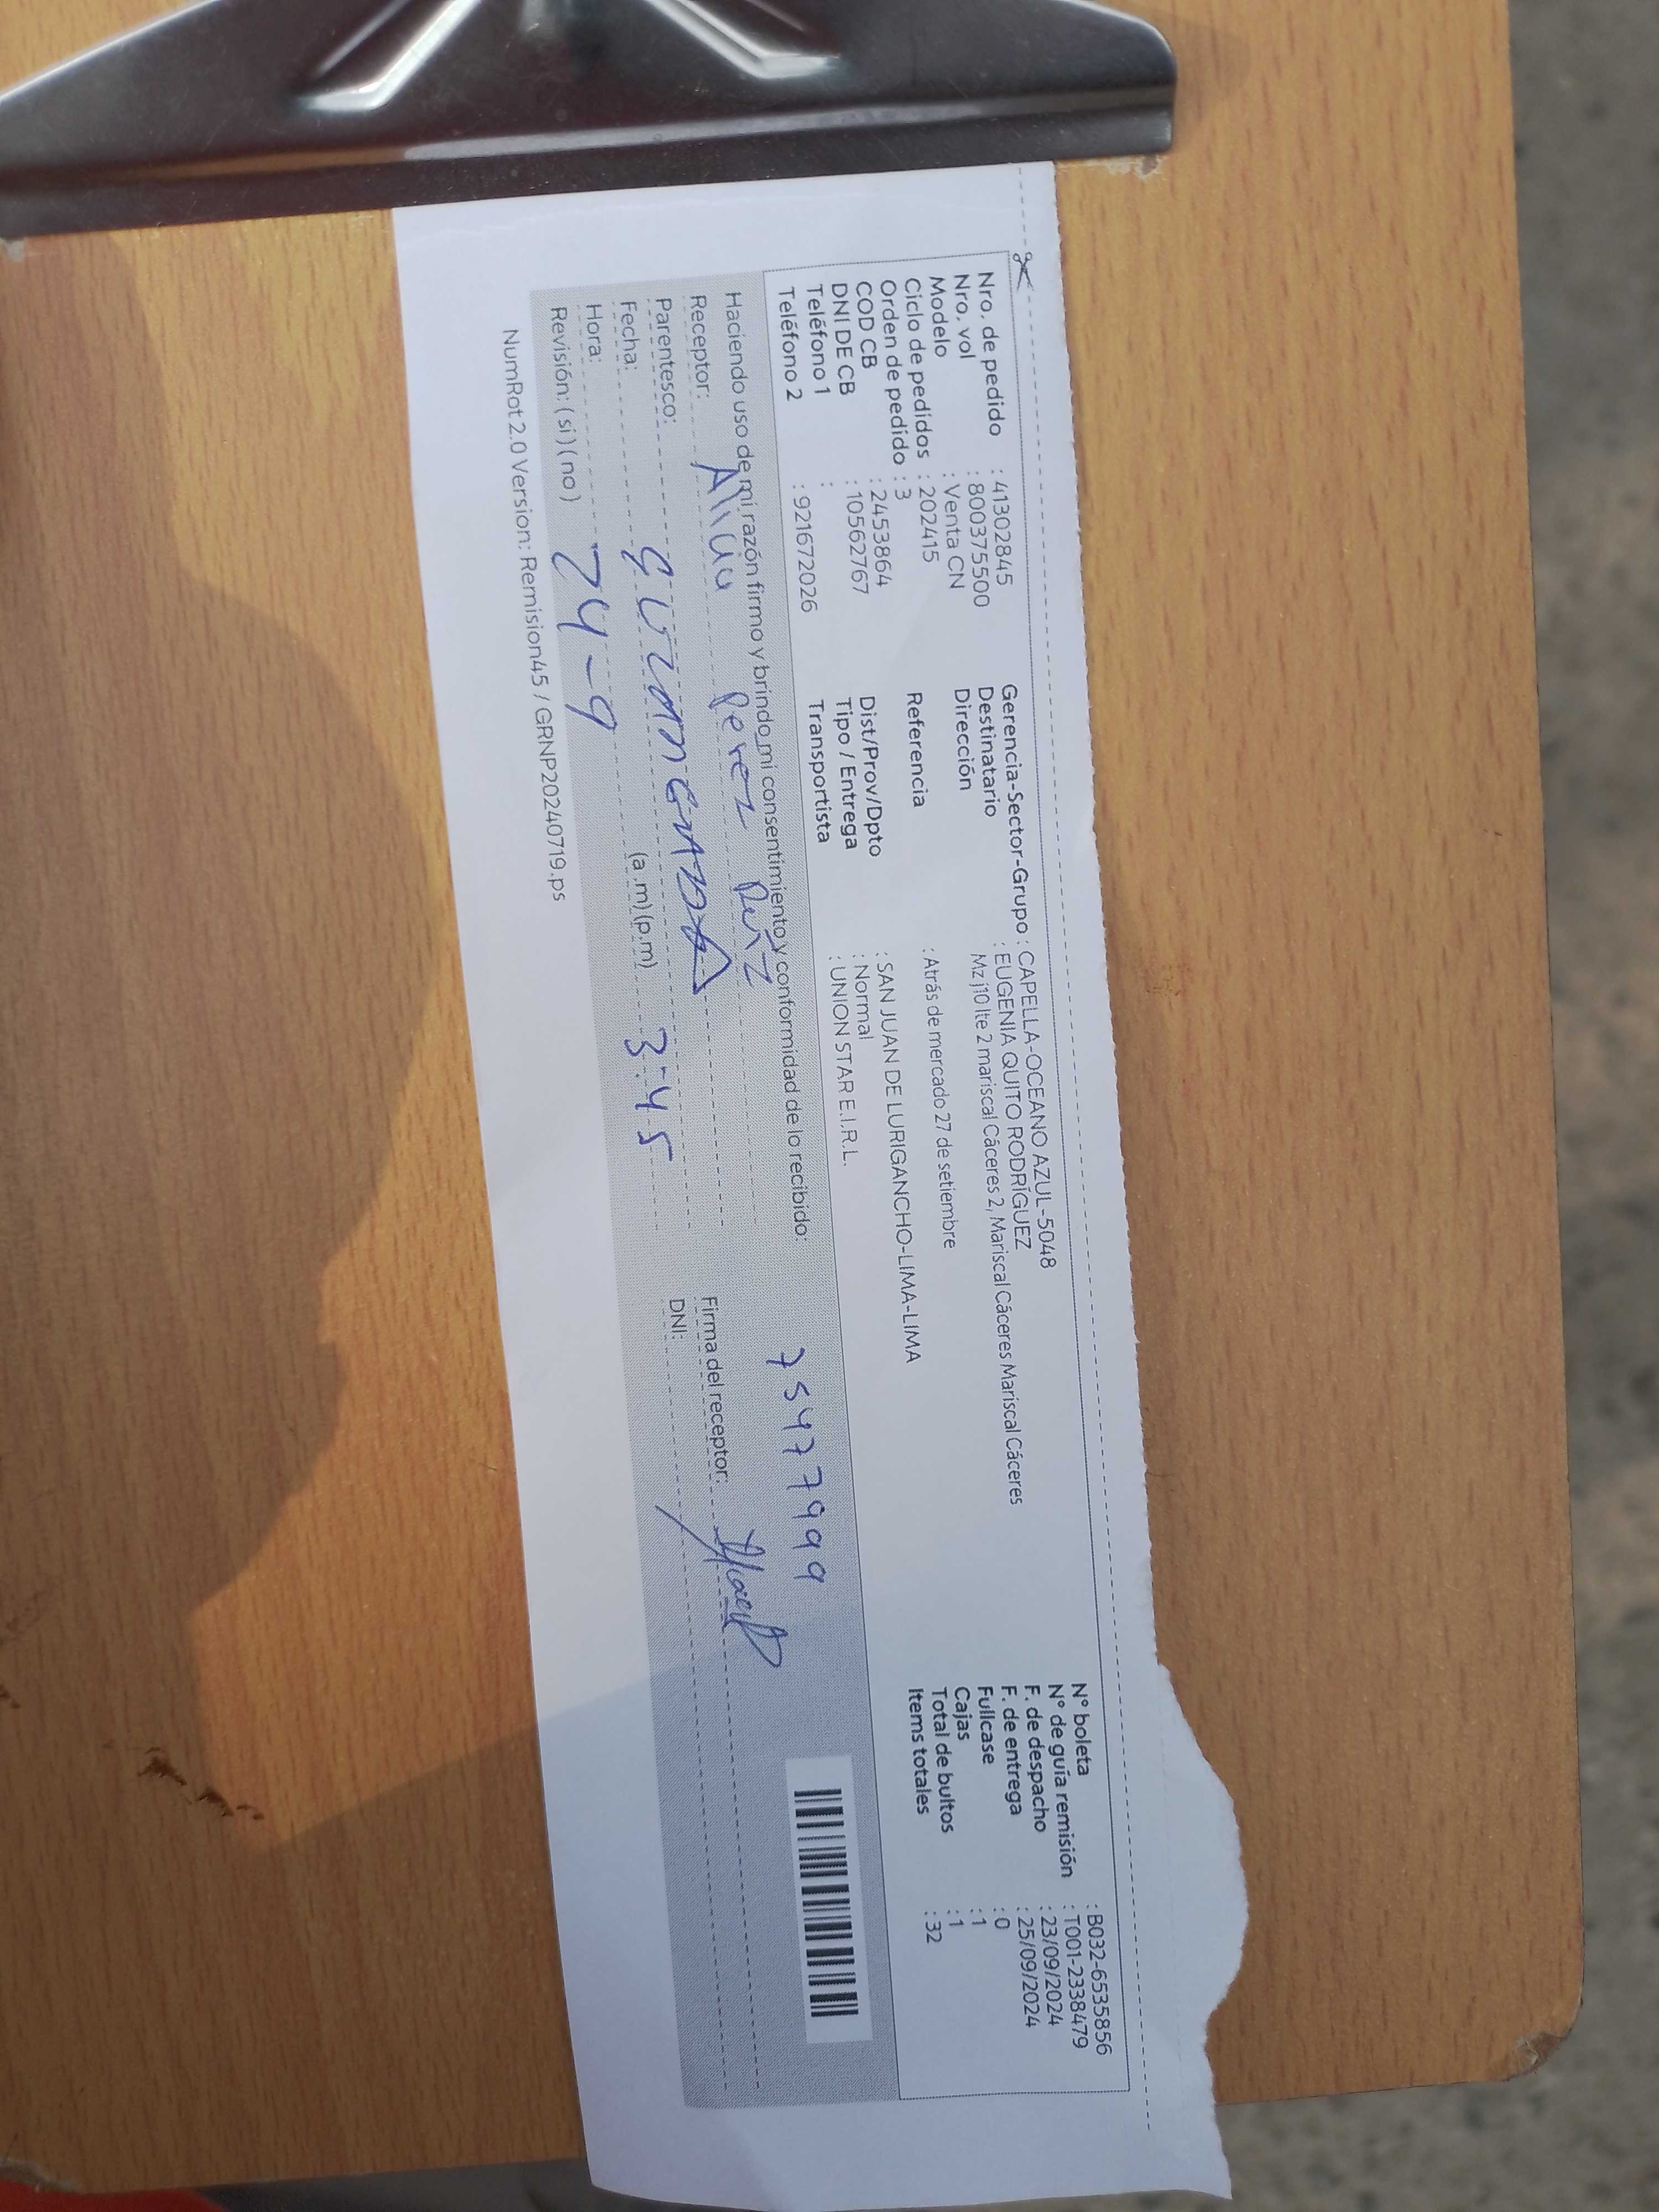 Nro. de pedido : 41302845
Nro. vol : 800375500
Modelo : Venta CN
Ciclo de pedidos : 202415
Orden de pedido : 3
COD CB : 2453864
DNI DE CB : 10562767
Teléfono 1 :
Teléfono 2 : 921672026
Gerencia-Sector-Grupo : CAPELLA-OCEANO AZUL-5048
Destinatario : EUGENIA QUITO RODRÍGUEZ
Dirección : Mz j10 lte 2 mariscal Cáceres 2, Mariscal Cáceres Mariscal Cáceres
Referencia : Atrás de mercado 27 de setiembre
Dist/Prov/Dpto : SAN JUAN DE LURIGANCHO-LIMA-LIMA
Tipo / Entrega : Normal
Transportista : UNION STAR E.I.R.L.
N° boleta : B032-6535856
N° de guía remisión : T001-2338479
F. de despacho : 23/09/2024
F. de entrega : 25/09/2024
Fullcase : 0
Cajas : 1
Total de bultos : 1
Items totales : 32
Haciendo uso de mi razón firmo y brindo mi consentimiento y conformidad de lo recibido:
75477999
Receptor: Alicia Perez
Parentesco:
Fecha:
Hora: (a.m)(p.m) 3:45
24-9
Revisión: (si) (no)
Firma del receptor:
DNI:
NumRot2.0 Version: Remision45 / GRNP20240719.ps